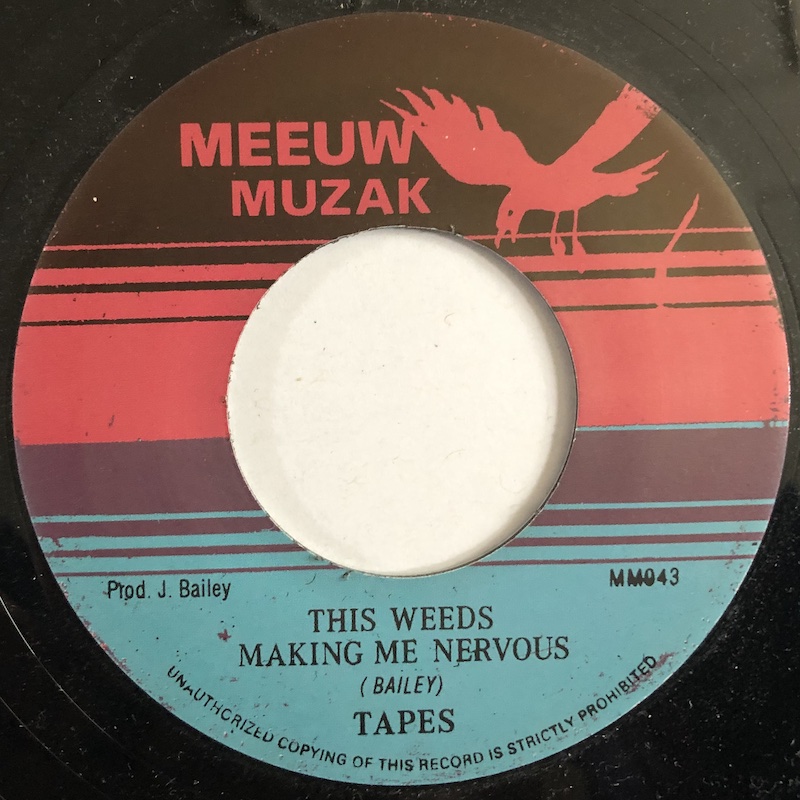 MEEUW
MUZAK
Prod. J. Bailey
MM043
THIS WEEDS
MAKING ME NERVOUS
( BAILEY)
TAPES
UNAUTHORIZED COPYING OF THIS RECORD IS STRICTLY PROHIBITED